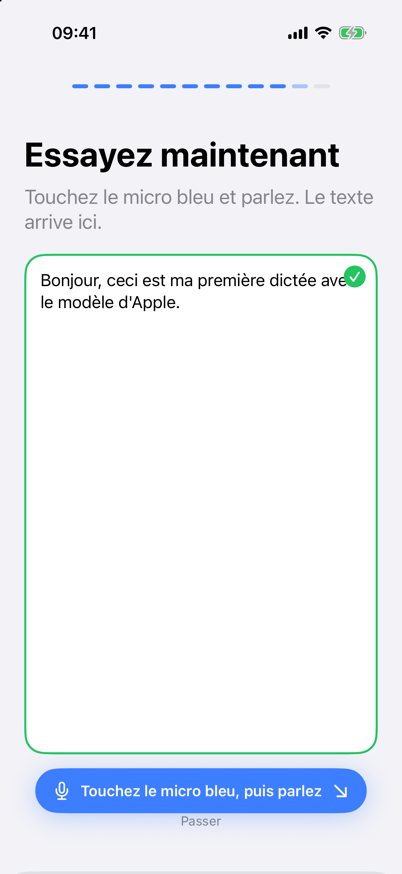 09:41
Essayez maintenant
Touchez le micro bleu et parlez. Le texte
arrive ici.
Bonjour, ceci est ma première dictée ave
le modèle d'Apple.
Touchez le micro bleu, puis parlez
Passer